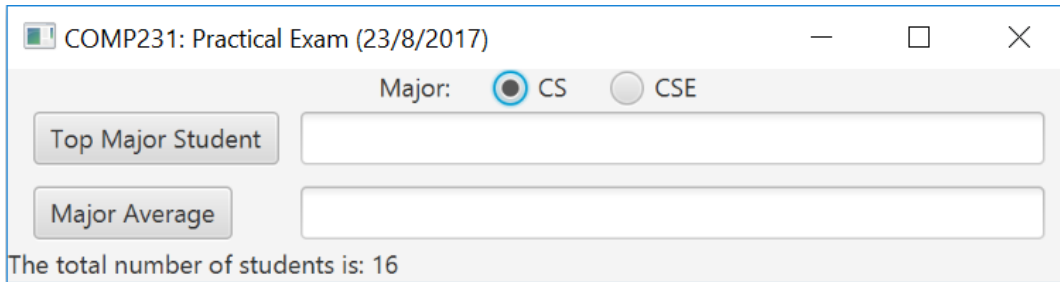 COMP231: Practical Exam (23/8/2017)
Major: CS CSE
Top Major Student
Major Average
The total number of students is: 16